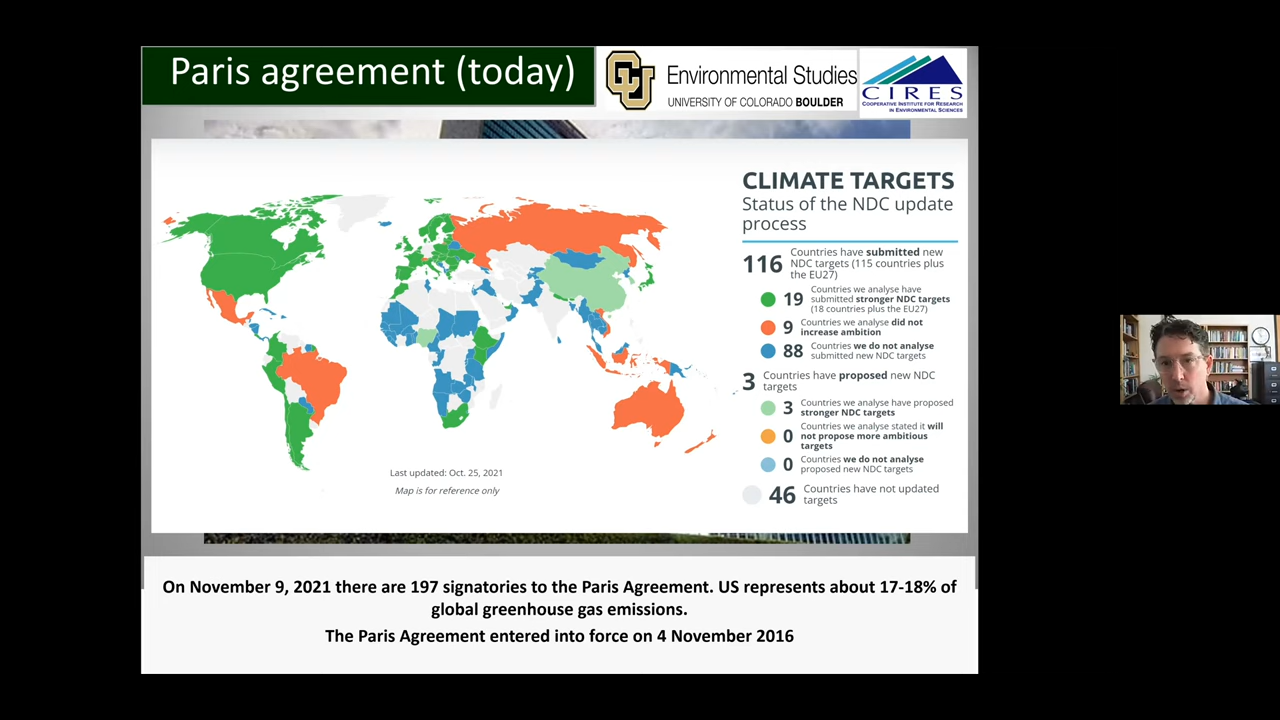 Paris agreement (today)
CU
Environmental Studies
UNIVERSITY OF COLORADO BOULDER
CIRES
COOPERATIVE INSTITUTE FOR RESEARCH
IN ENVIRONMENTAL SCIENCES
CLIMATE TARGETS
Status of the NDC update
process
116
Countries have submitted new
NDC targets (115 countries plus
the EU27)
19
Countries we analyse have
submitted stronger NDC targets
(18 countries plus the EU27)
9
Countries we analyse did not
increase ambition
88
Countries we do not analyse
submitted new NDC targets
3
Countries have proposed new NDC
targets
3
Countries we analyse have proposed
stronger NDC targets
0
Countries we analyse stated it will
not propose more ambitious
targets
0
Countries we do not analyse
proposed new NDC targets
46
Countries have not updated
targets
Last updated: Oct. 25, 2021
Map is for reference only
On November 9, 2021 there are 197 signatories to the Paris Agreement. US represents about 17-18% of
global greenhouse gas emissions.
The Paris Agreement entered into force on 4 November 2016